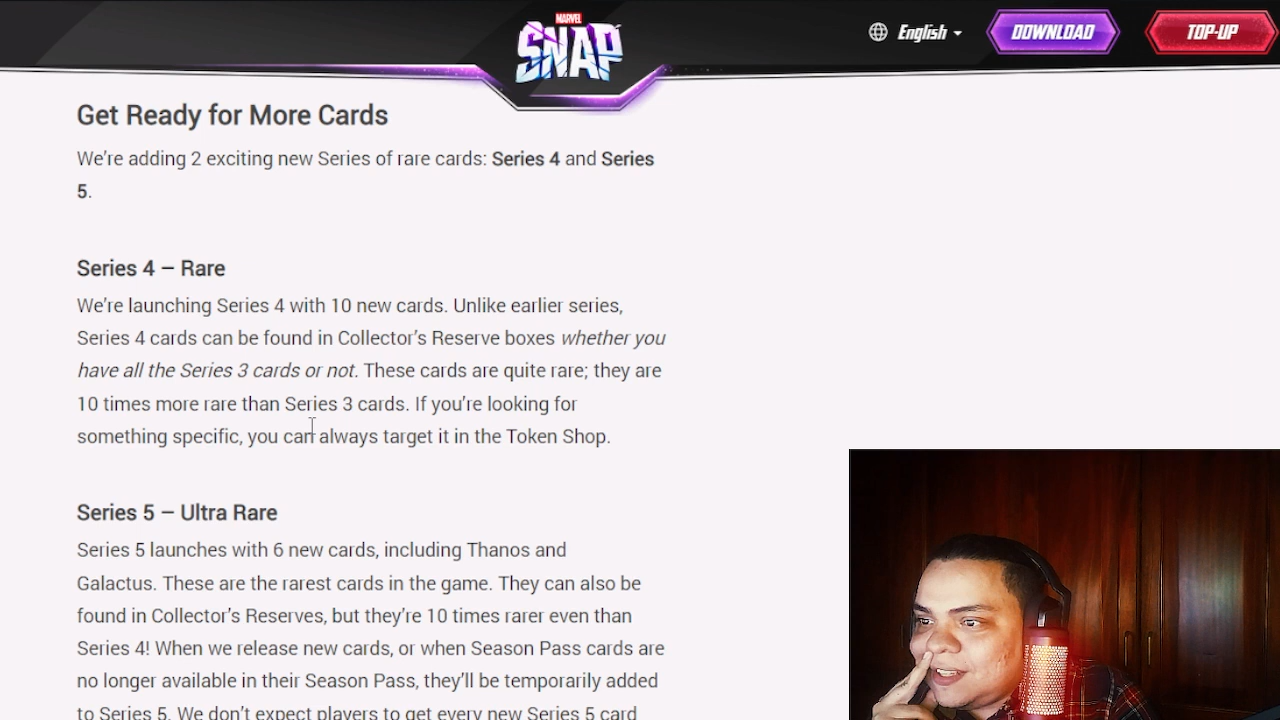 MARVEL
SNAP
English
DOWNLOAD
TOP-UP
Get Ready for More Cards
We're adding 2 exciting new Series of rare cards: Series 4 and Series
5.
Series 4 – Rare
We're launching Series 4 with 10 new cards. Unlike earlier series,
Series 4 cards can be found in Collector's Reserve boxes whether you
have all the Series 3 cards or not. These cards are quite rare; they are
10 times more rare than Series 3 cards. If you're looking for
something specific, you can always target it in the Token Shop.
Series 5 – Ultra Rare
Series 5 launches with 6 new cards, including Thanos and
Galactus. These are the rarest cards in the game. They can also be
found in Collector's Reserves, but they're 10 times rarer even than
Series 4! When we release new cards, or when Season Pass cards are
no longer available in their Season Pass, they'll be temporarily added
to Series 5. We don't expect players to get every new Series 5 card